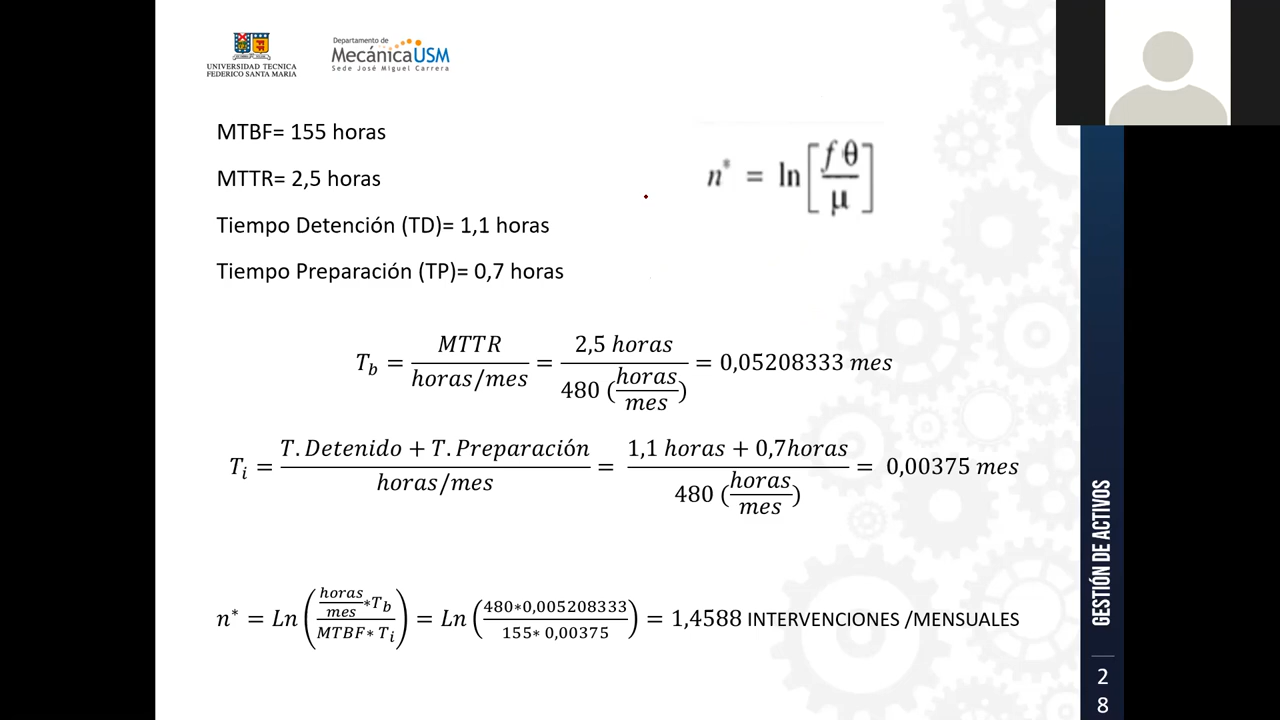 UNIVERSIDAD TECNICA
FEDERICO SANTA MARIA
Departamento de
MecánicaUSM
Sede José Miguel Carrera
MTBF= 155 horas
MTTR= 2,5 horas
Tiempo Detención (TD)= 1,1 horas
Tiempo Preparación (TP)= 0,7 horas
n* = ln[fθ/μ]
T_b = MTTR/(horas/mes) = 2,5 horas/(480 (horas/mes)) = 0,05208333 mes
T_i = (T. Detenido + T. Preparación)/(horas/mes) = (1,1 horas + 0,7horas)/(480 (horas/mes)) = 0,00375 mes
n* = Ln((horas/mes*T_b)/(MTBF* T_i)) = Ln((480*0,005208333)/(155* 0,00375)) = 1,4588 INTERVENCIONES /MENSUALES
GESTIÓN DE ACTIVOS
2
8